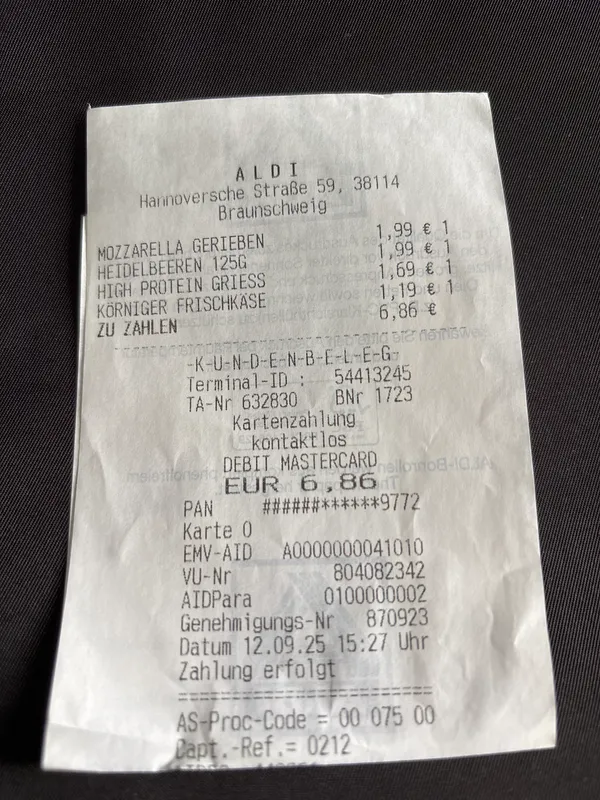 ALDI
Hannoversche Straße 59, 38114
Braunschweig
MOZZARELLA GERIEBEN 1,99 € 1
HEIDELBEEREN 125G 1,99 € 1
HIGH PROTEIN GRIESS 1,69 € 1
KÖRNIGER FRISCHKÄSE 1,19 € 1
ZU ZAHLEN 6,86 €
-K-U-N-D-E-N-B-E-L-E-G-
Terminal-ID : 54413245
TA-Nr 632830 BNr 1723
Kartenzahlung
kontaktlos
DEBIT MASTERCARD
EUR 6,86
PAN ######******9772
Karte 0
EMV-AID A0000000041010
VU-Nr 804082342
AIDPara 0100000002
Genehmigungs-Nr 870923
Datum 12.09.25 15:27 Uhr
Zahlung erfolgt
==========================
AS-Proc-Code = 00 075 00
Capt.-Ref.= 0212